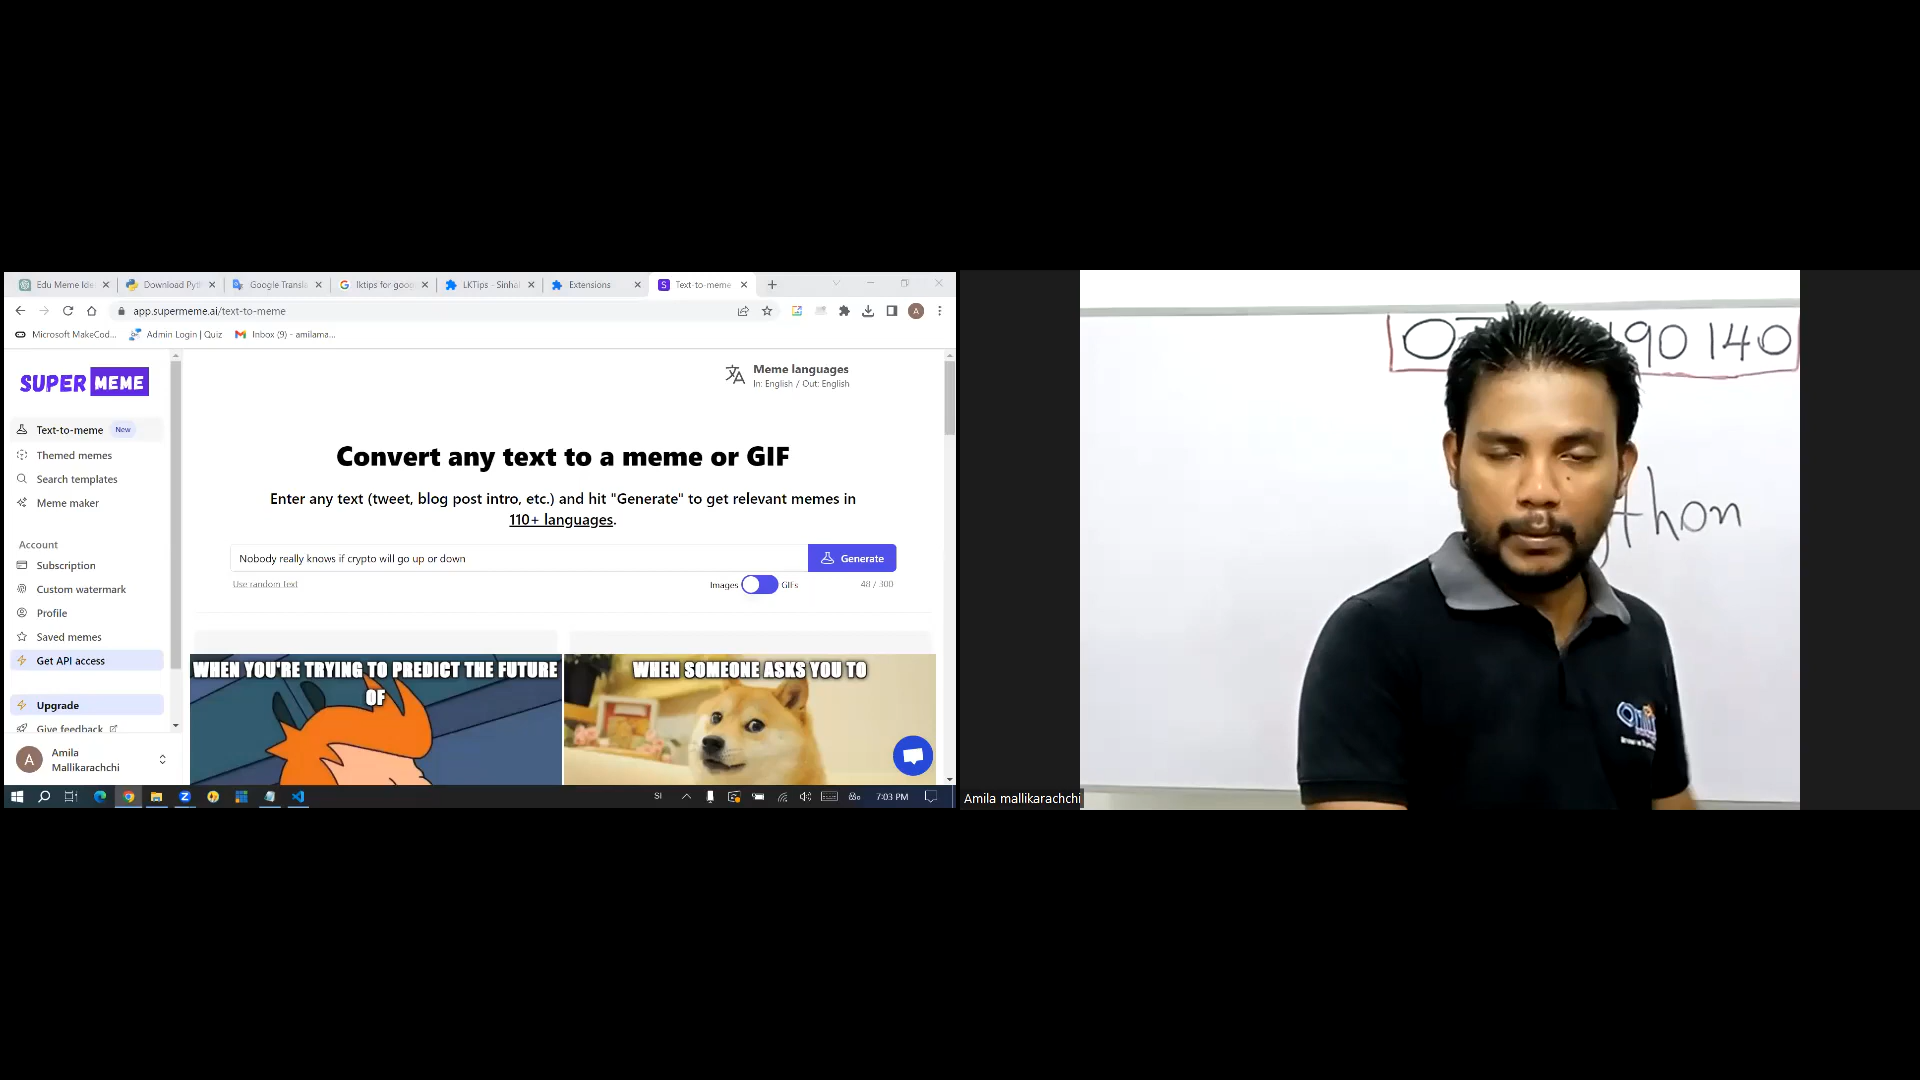 Edu Meme Ide
Download Pyt
Google Transla
lktips for goog
LKTips - Sinha
Extensions
Text-to-meme
app.supermeme.ai/text-to-meme
Microsoft MakeCod...
Admin Login | Quiz
Inbox (9) - amilama...
SUPER MEME
Text-to-meme New
Themed memes
Search templates
Meme maker
Account
Subscription
Custom watermark
Profile
Saved memes
Get API access
Upgrade
Give feedback
A
Amila
Mallikarachchi
Meme languages
In: English / Out: English
Convert any text to a meme or GIF
Enter any text (tweet, blog post intro, etc.) and hit "Generate" to get relevant memes in
110+ languages.
Nobody really knows if crypto will go up or down
Generate
Use random text
Images
GIFs
48 / 300
WHEN YOU'RE TRYING TO PREDICT THE FUTURE
OF
WHEN SOMEONE ASKS YOU TO
SI
7:03 PM
90 140
thon
Amila mallikarachchi